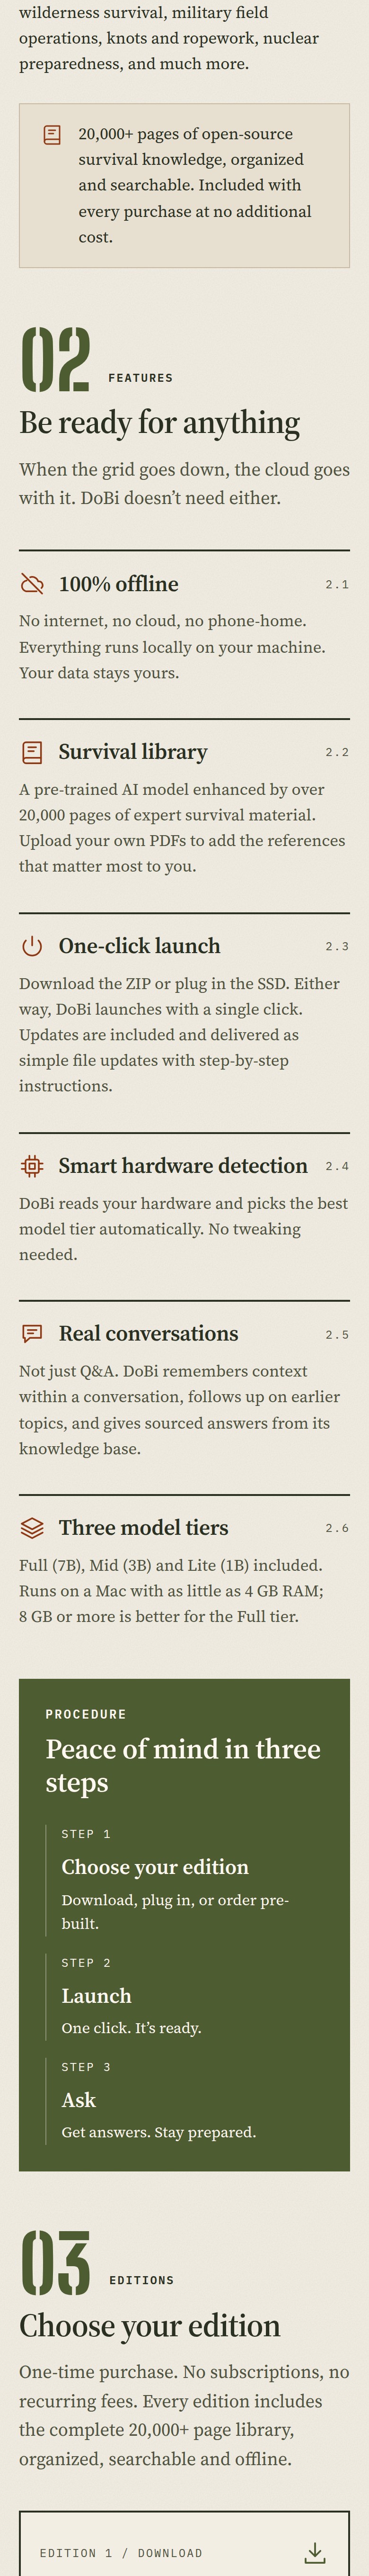 wilderness survival, military field
operations, knots and ropework, nuclear
preparedness, and much more.
20,000+ pages of open-source
survival knowledge, organized
and searchable. Included with
every purchase at no additional
cost.
02 FEATURES
Be ready for anything
When the grid goes down, the cloud goes
with it. DoBi doesn’t need either.
100% offline 2.1
No internet, no cloud, no phone-home.
Everything runs locally on your machine.
Your data stays yours.
Survival library 2.2
A pre-trained AI model enhanced by over
20,000 pages of expert survival material.
Upload your own PDFs to add the references
that matter most to you.
One-click launch 2.3
Download the ZIP or plug in the SSD. Either
way, DoBi launches with a single click.
Updates are included and delivered as
simple file updates with step-by-step
instructions.
Smart hardware detection 2.4
DoBi reads your hardware and picks the best
model tier automatically. No tweaking
needed.
Real conversations 2.5
Not just Q&A. DoBi remembers context
within a conversation, follows up on earlier
topics, and gives sourced answers from its
knowledge base.
Three model tiers 2.6
Full (7B), Mid (3B) and Lite (1B) included.
Runs on a Mac with as little as 4 GB RAM;
8 GB or more is better for the Full tier.
PROCEDURE
Peace of mind in three
steps
STEP 1
Choose your edition
Download, plug in, or order pre-
built.
STEP 2
Launch
One click. It’s ready.
STEP 3
Ask
Get answers. Stay prepared.
03 EDITIONS
Choose your edition
One-time purchase. No subscriptions, no
recurring fees. Every edition includes
the complete 20,000+ page library,
organized, searchable and offline.
EDITION 1 / DOWNLOAD